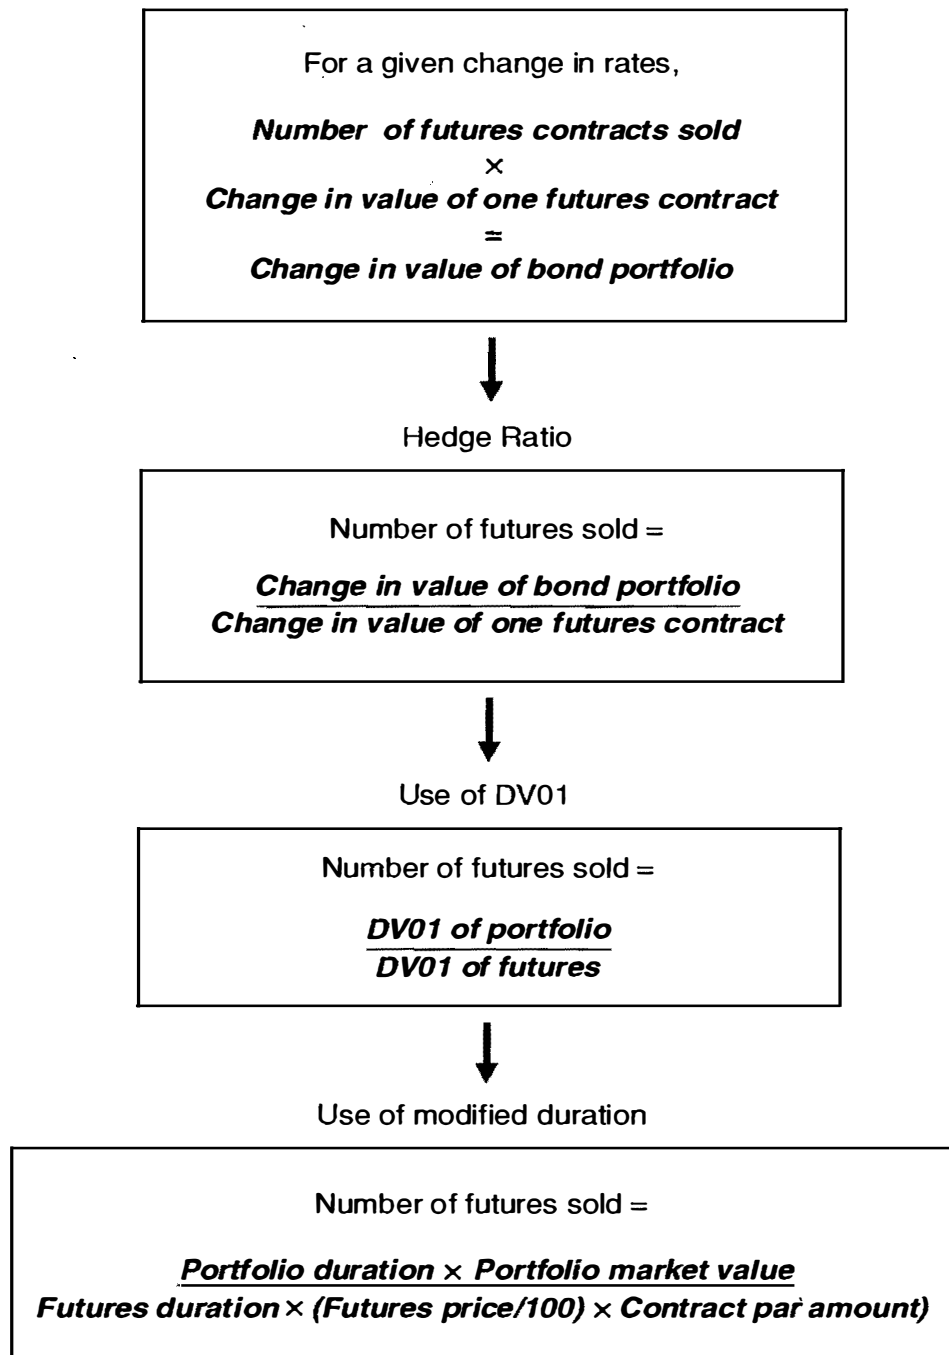 For a given change in rates,
Number of futures contracts sold
×
Change in value of one futures contract
=
Change in value of bond portfolio
Hedge Ratio
Number of futures sold =
Change in value of bond portfolio
Change in value of one futures contract
Use of DV01
Number of futures sold =
DV01 of portfolio
DV01 of futures
Use of modified duration
Number of futures sold =
Portfolio duration × Portfolio market value
Futures duration × (Futures price/100) × Contract par amount)